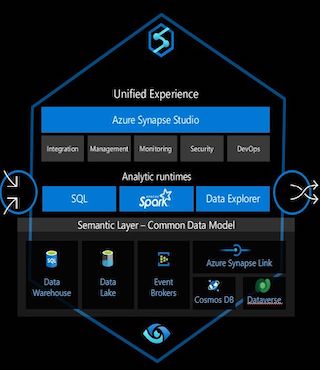 Unified Experience
Azure Synapse Studio
Integration Management Monitoring Security DevOps
Analytic runtimes
SQL
Spark
Data Explorer
Semantic Layer – Common Data Model
SQL
Data
Warehouse
Data
Lake
Event
Brokers
Azure Synapse Link
Cosmos DB
Dataverse